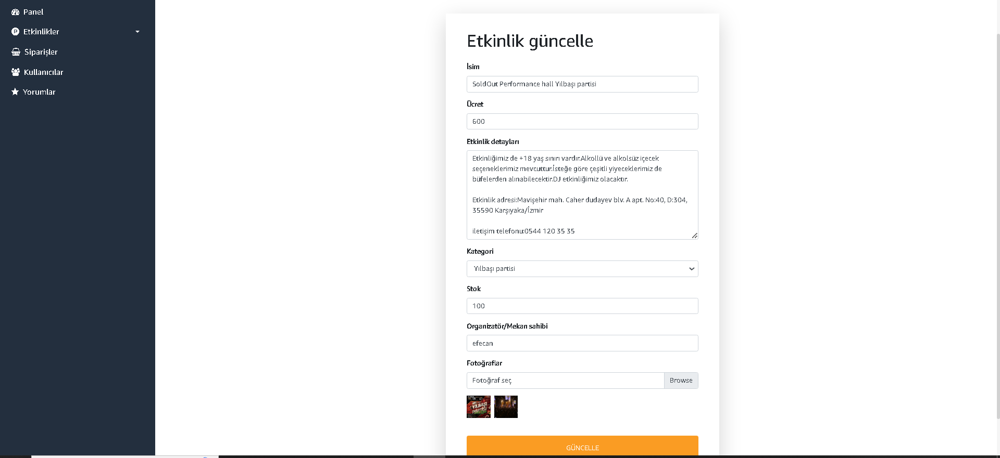 Panel
Etkinlikler
Siparişler
Kullanıcılar
Yorumlar
Etkinlik güncelle
İsim
SoldOut Performance hall Yılbaşı partisi
Ücret
600
Etkinlik detayları
Etkinliğimiz de +18 yaş sınırı vardır.Alkollü ve alkolsüz içecek
seçeneklerimiz mevcuttur.İsteğe göre çeşitli yiyeceklerimiz de
büfelerden alınabilecektir.DJ etkinliğimiz olacaktır.
Etkinlik adresi:Mavişehir mah. Caher dudayev blv. A apt. No:40, D:304,
35590 Karşıyaka/İzmir
iletişim telefonu:0544 120 35 35
Kategori
Yılbaşı partisi
Stok
100
Organizatör/Mekan sahibi
efecan
Fotoğraflar
Fotoğraf seç
Browse
YILBAŞI
PARTİSİ
GÜNCELLE